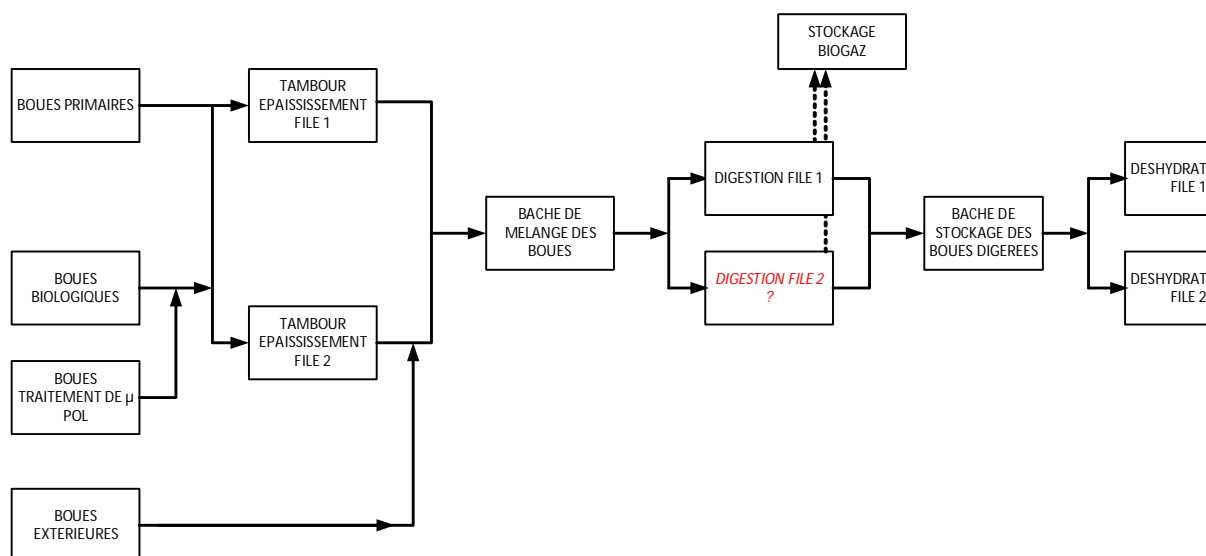 STOCKAGE
BIOGAZ
BOUES PRIMAIRES
TAMBOUR
EPAISSISSEMENT
FILE 1
DIGESTION FILE 1
DESHYDRAT
FILE 1
BACHE DE
MELANGE DES
BOUES
BACHE DE
STOCKAGE DES
BOUES DIGEREES
BOUES
BIOLOGIQUES
DIGESTION FILE 2
?
DESHYDRAT
FILE 2
TAMBOUR
EPAISSISSEMENT
FILE 2
BOUES
TRAITEMENT DE µ
POL
BOUES
EXTERIEURES